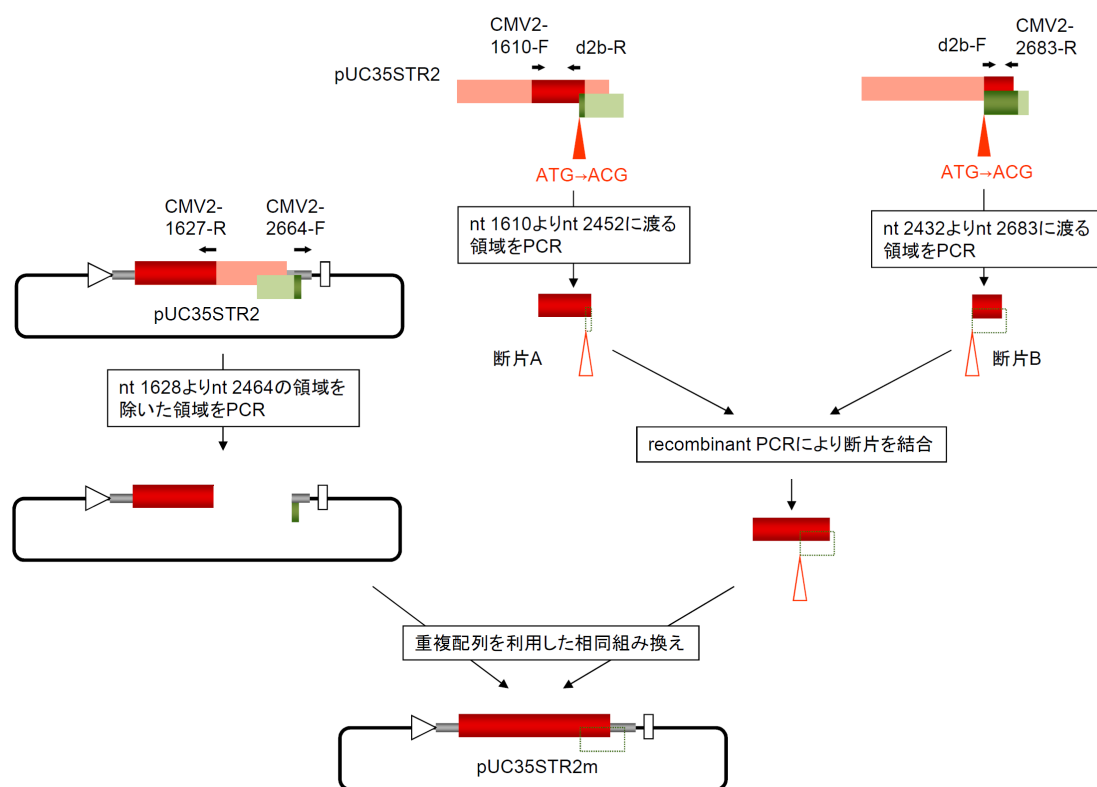 CMV2-
1610-F
d2b-R
pUC35STR2
ATG→ACG
nt 1610よりnt 2452に渡る
領域をPCR
断片A
d2b-F
CMV2-
2683-R
ATG→ACG
nt 2432よりnt 2683に渡る
領域をPCR
断片B
CMV2-
1627-R
CMV2-
2664-F
pUC35STR2
nt 1628よりnt 2464の領域を
除いた領域をPCR
recombinant PCRにより断片を結合
重複配列を利用した相同組み換え
pUC35STR2m